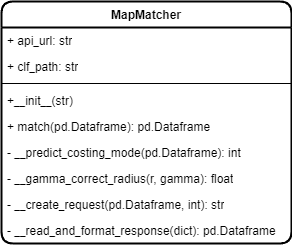 MapMatcher
+ api_url: str
+ clf_path: str
+__init__(str)
+ match(pd.Dataframe): pd.Dataframe
- __predict_costing_mode(pd.Dataframe): int
- __gamma_correct_radius(r, gamma): float
- __create_request(pd.Dataframe, int): str
- __read_and_format_response(dict): pd.Dataframe